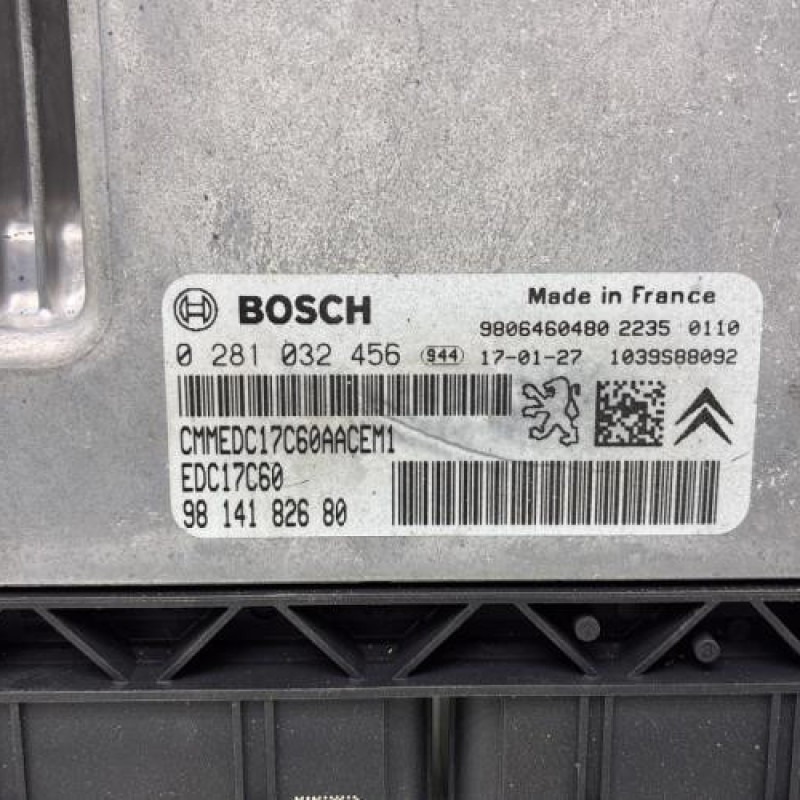 BOSCH
Made in France
9806460480 2235 0110
0 281 032 456 944 17-01-27 1039S88092
CMMEDC17C60AACEM1
EDC17C60
98 141 826 80